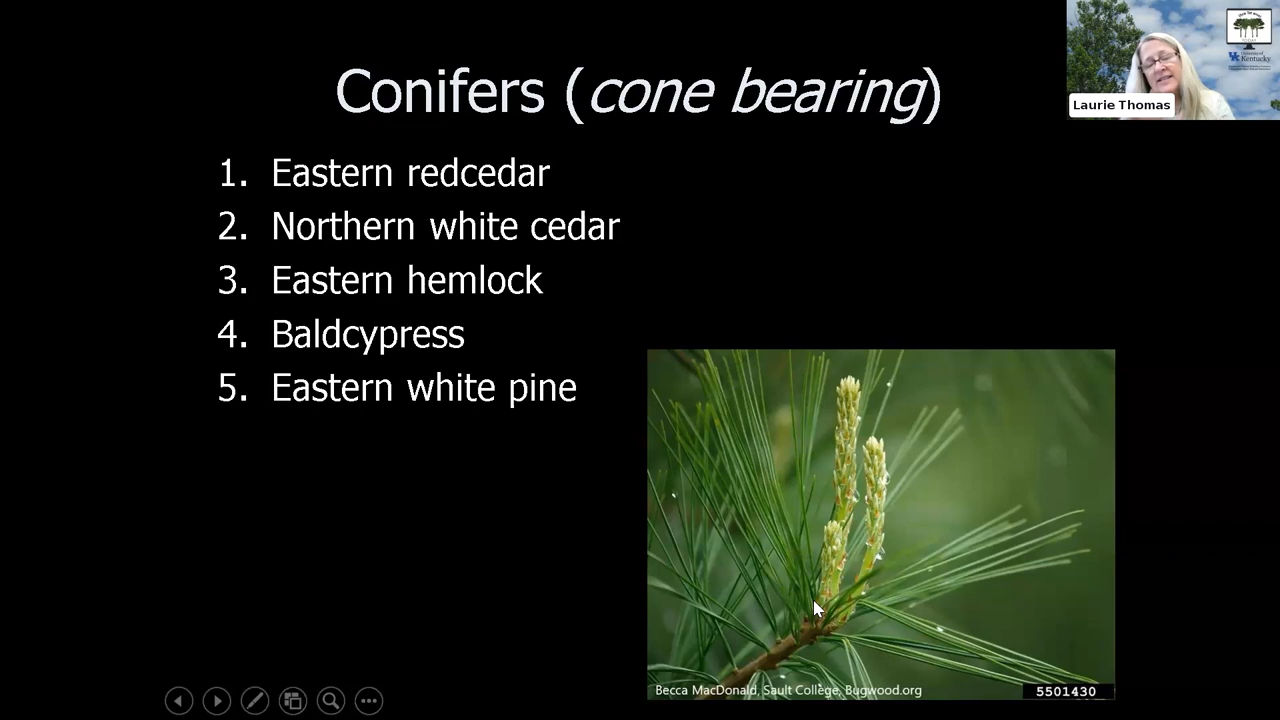 Conifers (cone bearing)
1. Eastern redcedar
2. Northern white cedar
3. Eastern hemlock
4. Baldcypress
5. Eastern white pine
Laurie Thomas
Kentucky
Becca MacDonald, Sault College, Bugwood.org
5501430